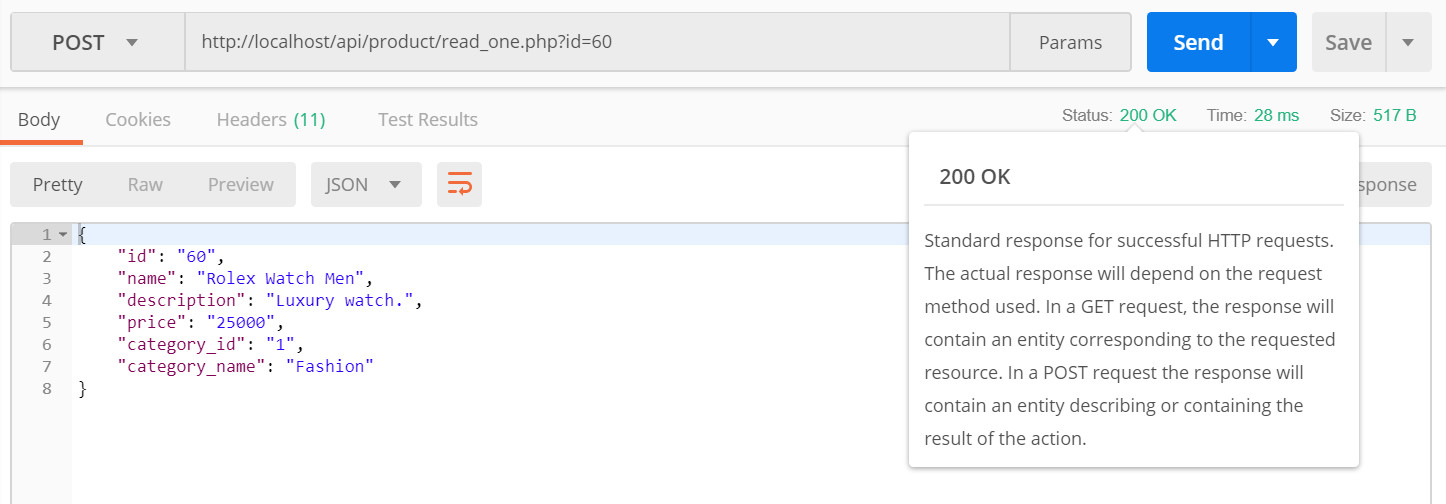 POST http://localhost/api/product/read_one.php?id=60 Params Send Save
Body Cookies Headers (11) Test Results Status: 200 OK Time: 28 ms Size: 517 B
Pretty Raw Preview JSON
200 OK
Standard response for successful HTTP requests.
The actual response will depend on the request
method used. In a GET request, the response will
contain an entity corresponding to the requested
resource. In a POST request the response will
contain an entity describing or containing the
result of the action.
1 {
2 "id": "60",
3 "name": "Rolex Watch Men",
4 "description": "Luxury watch.",
5 "price": "25000",
6 "category_id": "1",
7 "category_name": "Fashion"
8 }